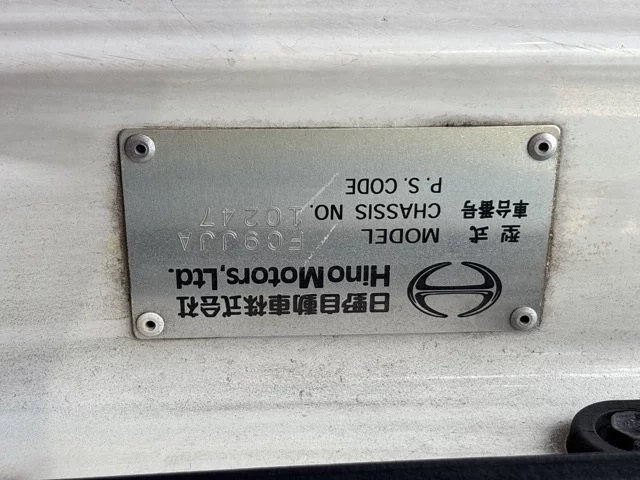 日野自動車株式会社
Hino Motors, Ltd.
型式 MODEL FC9JJA
車台番号 CHASSIS NO. 10247
P. S. CODE